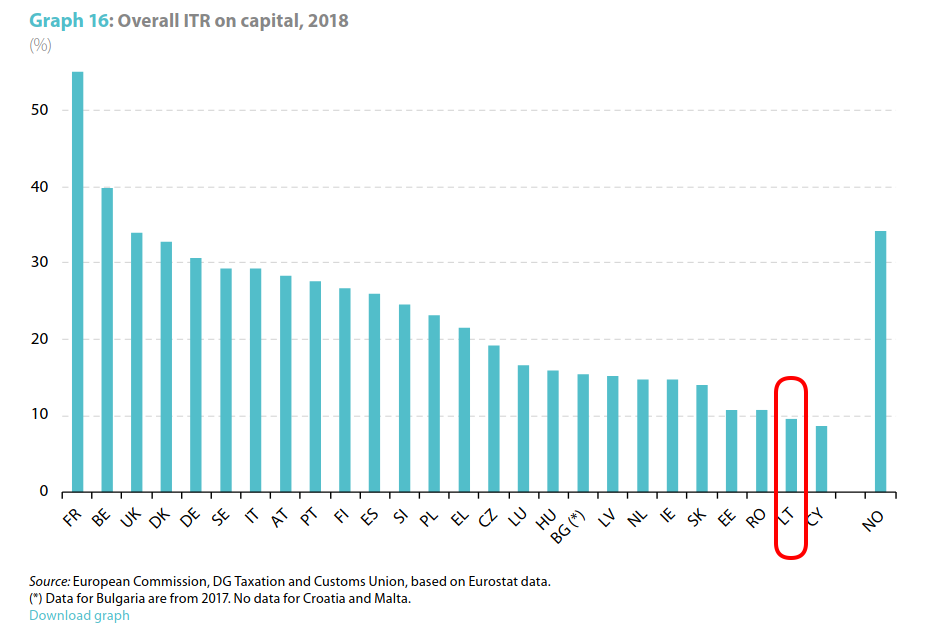 Graph 16: Overall ITR on capital, 2018
(%)
50
40
30
20
10
0
FR BE UK DK DE SE IT AT PT FI ES SI PL EL CZ LU HU BG (*) LV NL IE SK EE RO LT CY NO
Source: European Commission, DG Taxation and Customs Union, based on Eurostat data.
(*) Data for Bulgaria are from 2017. No data for Croatia and Malta.
Download graph